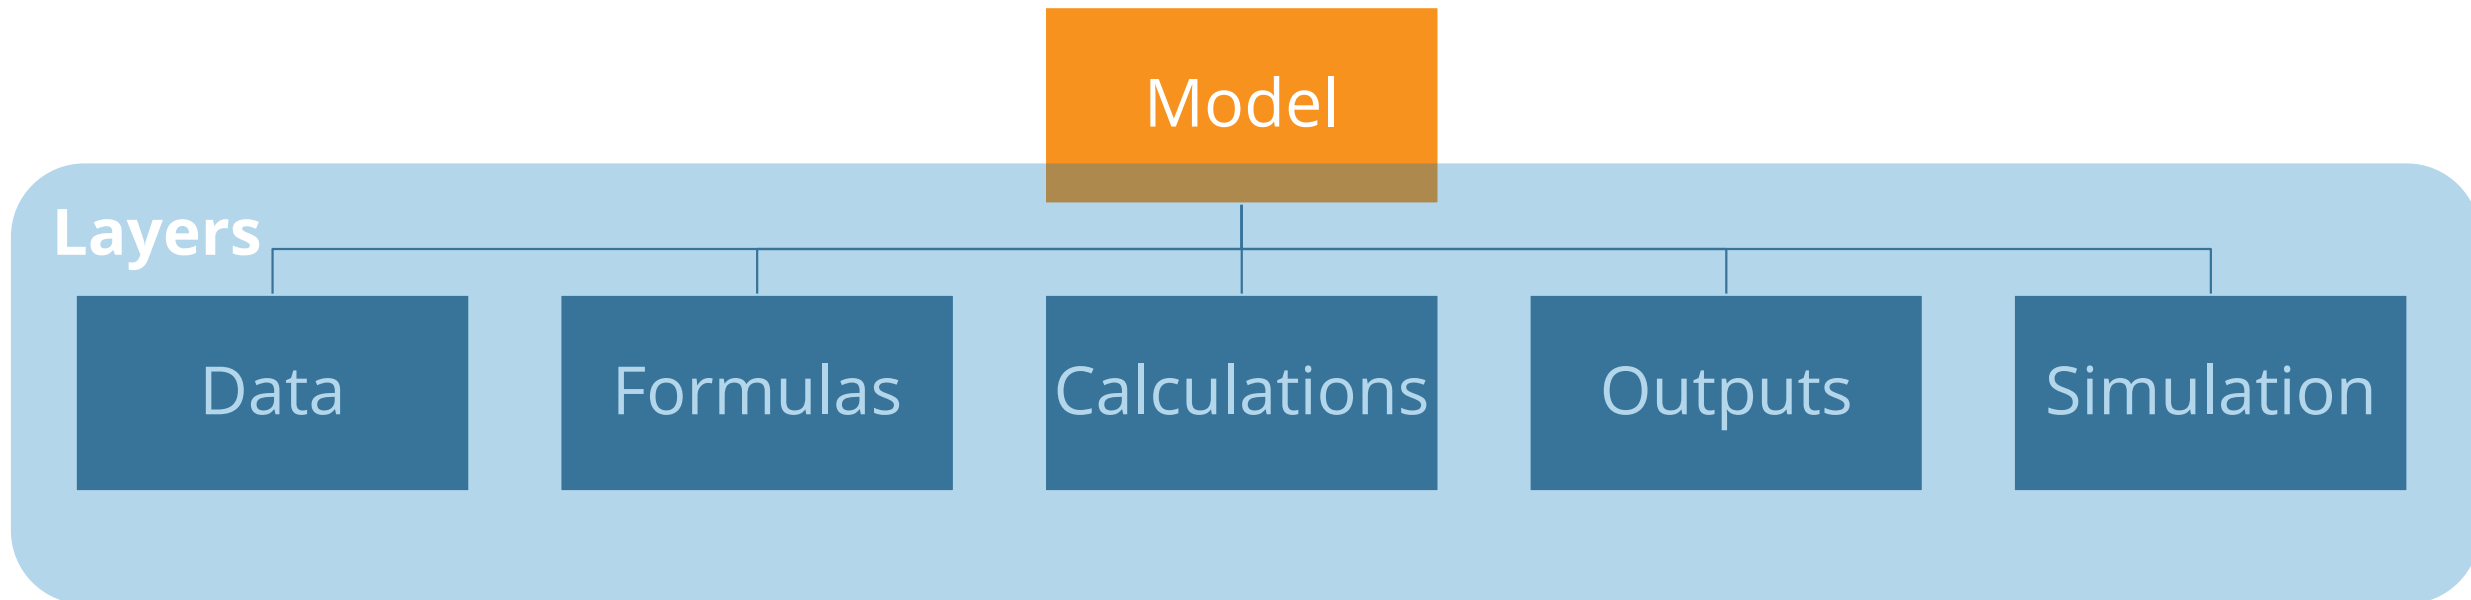 Model
Layers
Data
Formulas
Calculations
Outputs
Simulation